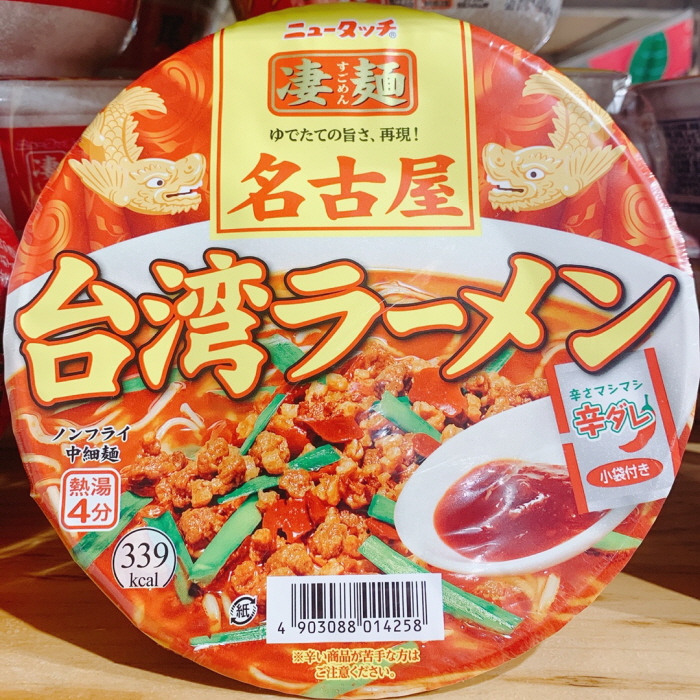 ニュータッチ®
凄麺
すごめん
ゆでたての旨さ、再現！
名古屋
台湾ラーメン
ノンフライ
中細麺
熱湯
4分
339
kcal
辛さマシマシ
辛ダレ
小袋付き
紙
4 903088 014258
※辛い商品が苦手な方は
ご注意ください。